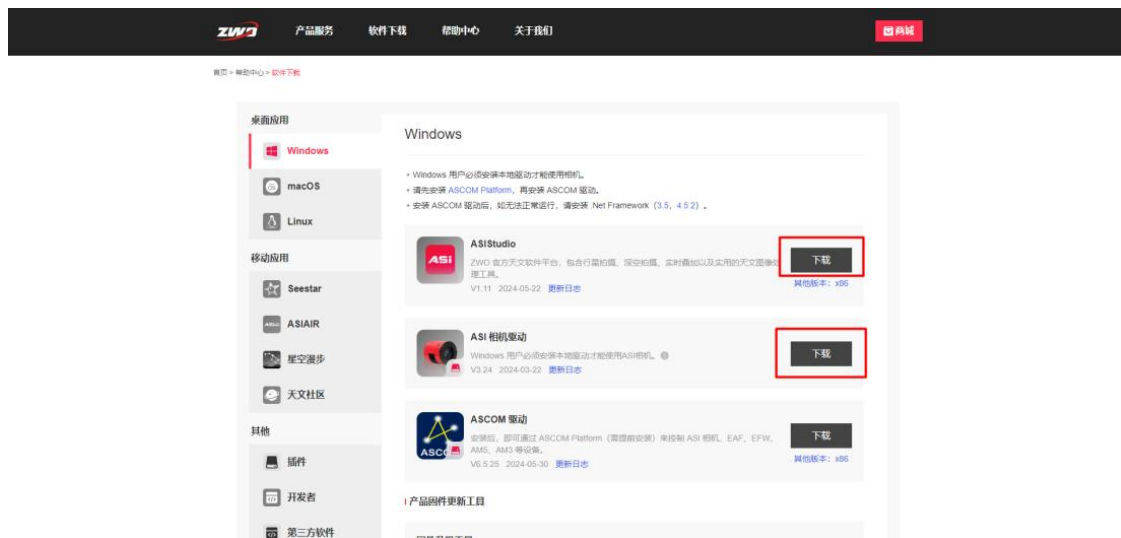 ZWO 产品服务 软件下载 帮助中心 关于我们 商城
首页 > 帮助中心 > 软件下载
桌面应用
Windows
macOS
Linux
移动应用
Seestar
ASIAIR
星空漫步
天文社区
其他
插件
开发者
第三方软件
Windows
• Windows 用户必须安装本地驱动才能使用相机。
• 请先安装 ASCOM Platform，再安装 ASCOM 驱动。
• 安装 ASCOM 驱动后，如无法正常运行，请安装 .Net Framework（3.5，4.5.2）。
ASI
ASIStudio
ZWO 官方天文软件平台，包含行星拍摄、深空拍摄、实时叠加以及实用的天文图像处
理工具。
V1.11 2024-05-22 更新日志
下载
其他版本：x86
ASI 相机驱动
Windows 用户必须安装本地驱动才能使用ASI相机。
V3.24 2024-03-22 更新日志
下载
ASCOM 驱动
安装后，即可通过 ASCOM Platform（需提前安装）来控制 ASI 相机、EAF、EFW、
AM5、AM3 等设备。
V6.5.25 2024-05-30 更新日志
下载
其他版本：x86
产品固件更新工具